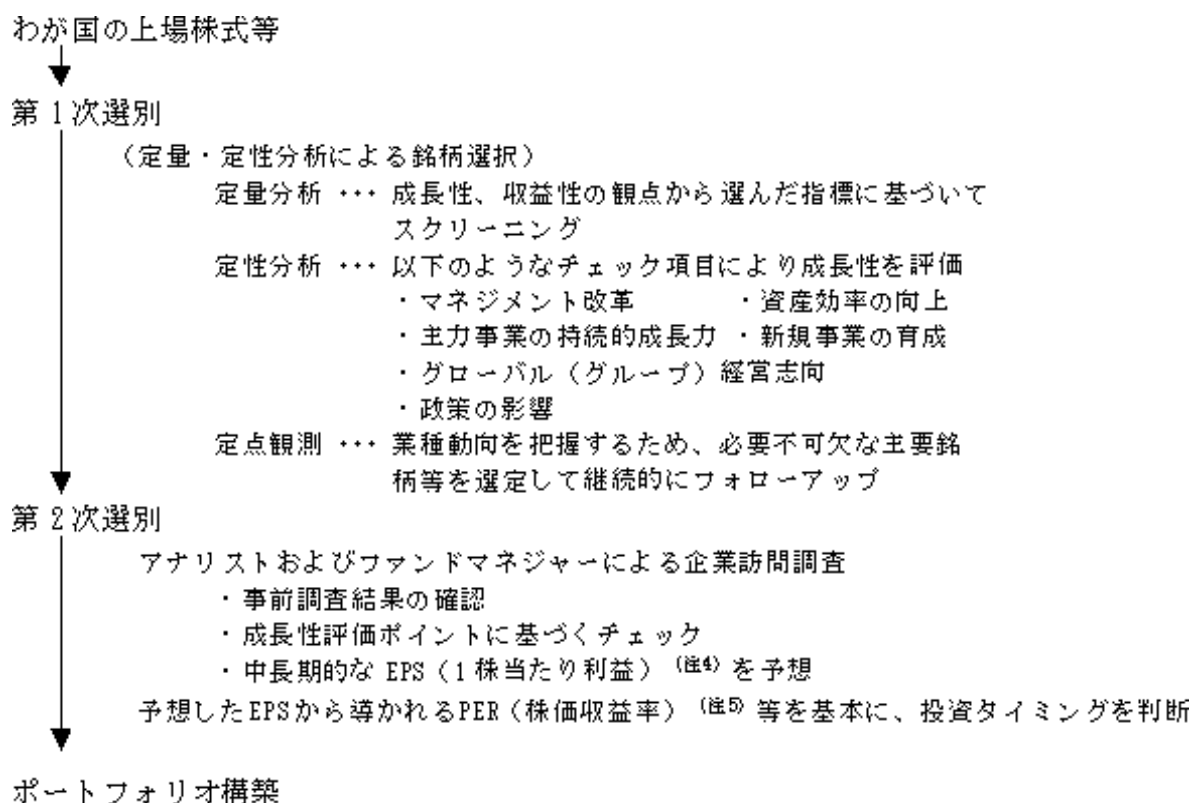 わが国の上場株式等
第1次選別
（定量・定性分析による銘柄選択）
定量分析 … 成長性、収益性の観点から選んだ指標に基づいて
スクリーニング
定性分析 … 以下のようなチェック項目により成長性を評価
・マネジメント改革 ・資産効率の向上
・主力事業の持続的成長力 ・新規事業の育成
・グローバル（グループ）経営志向
・政策の影響
定点観測 … 業種動向を把握するため、必要不可欠な主要銘
柄等を選定して継続的にフォローアップ
第2次選別
アナリストおよびファンドマネジャーによる企業訪問調査
・事前調査結果の確認
・成長性評価ポイントに基づくチェック
・中長期的なEPS（1株当たり利益）（注4）を予想
予想したEPSから導かれるPER（株価収益率）（注5）等を基本に、投資タイミングを判断
ポートフォリオ構築